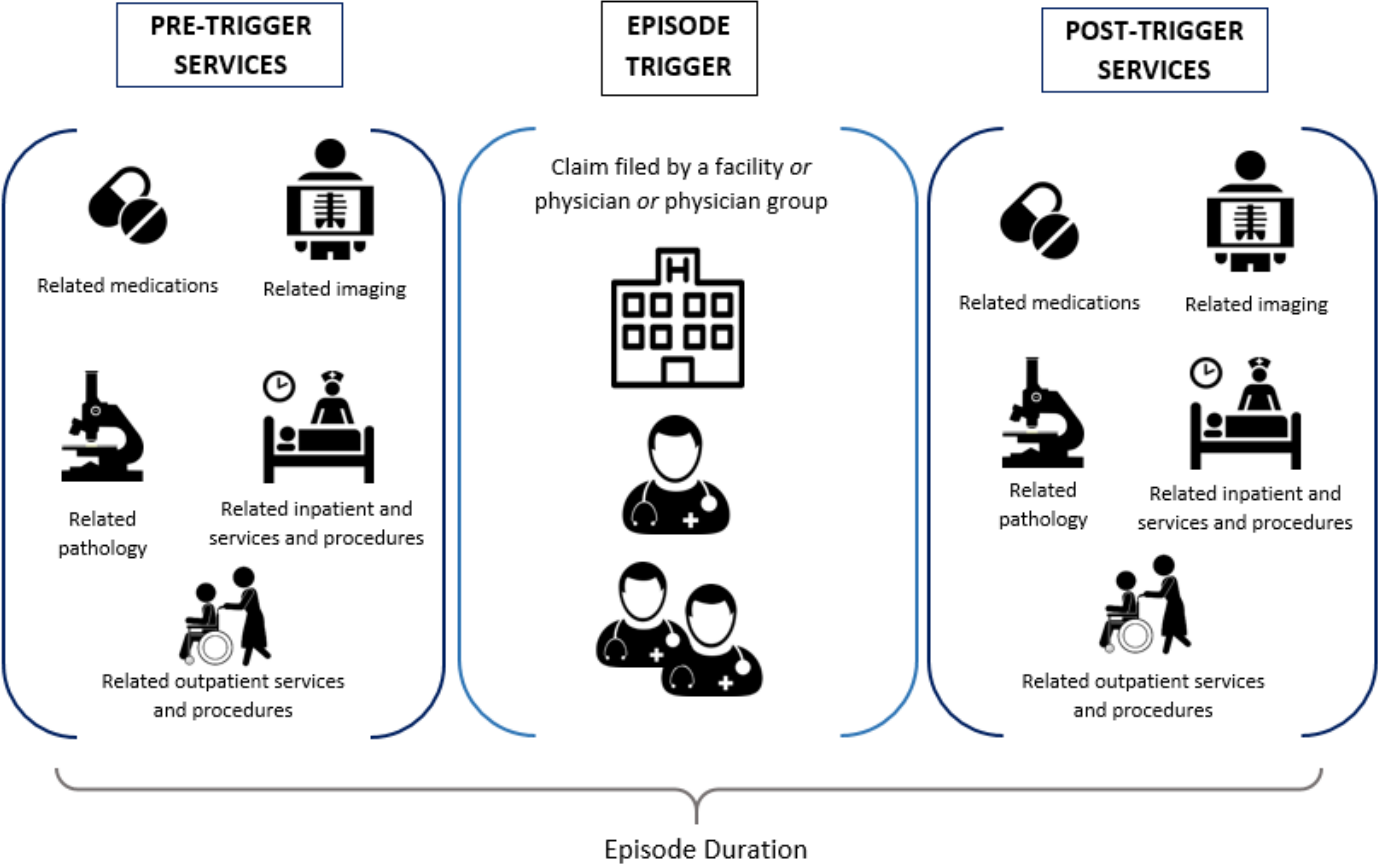 PRE-TRIGGER
SERVICES
EPISODE
TRIGGER
POST-TRIGGER
SERVICES
Related medications
Related imaging
Related
pathology
Related inpatient and
services and procedures
Related outpatient services
and procedures
Claim filed by a facility or
physician or physician group
H
Related medications
Related imaging
Related
pathology
Related inpatient and
services and procedures
Related outpatient services
and procedures
Episode Duration